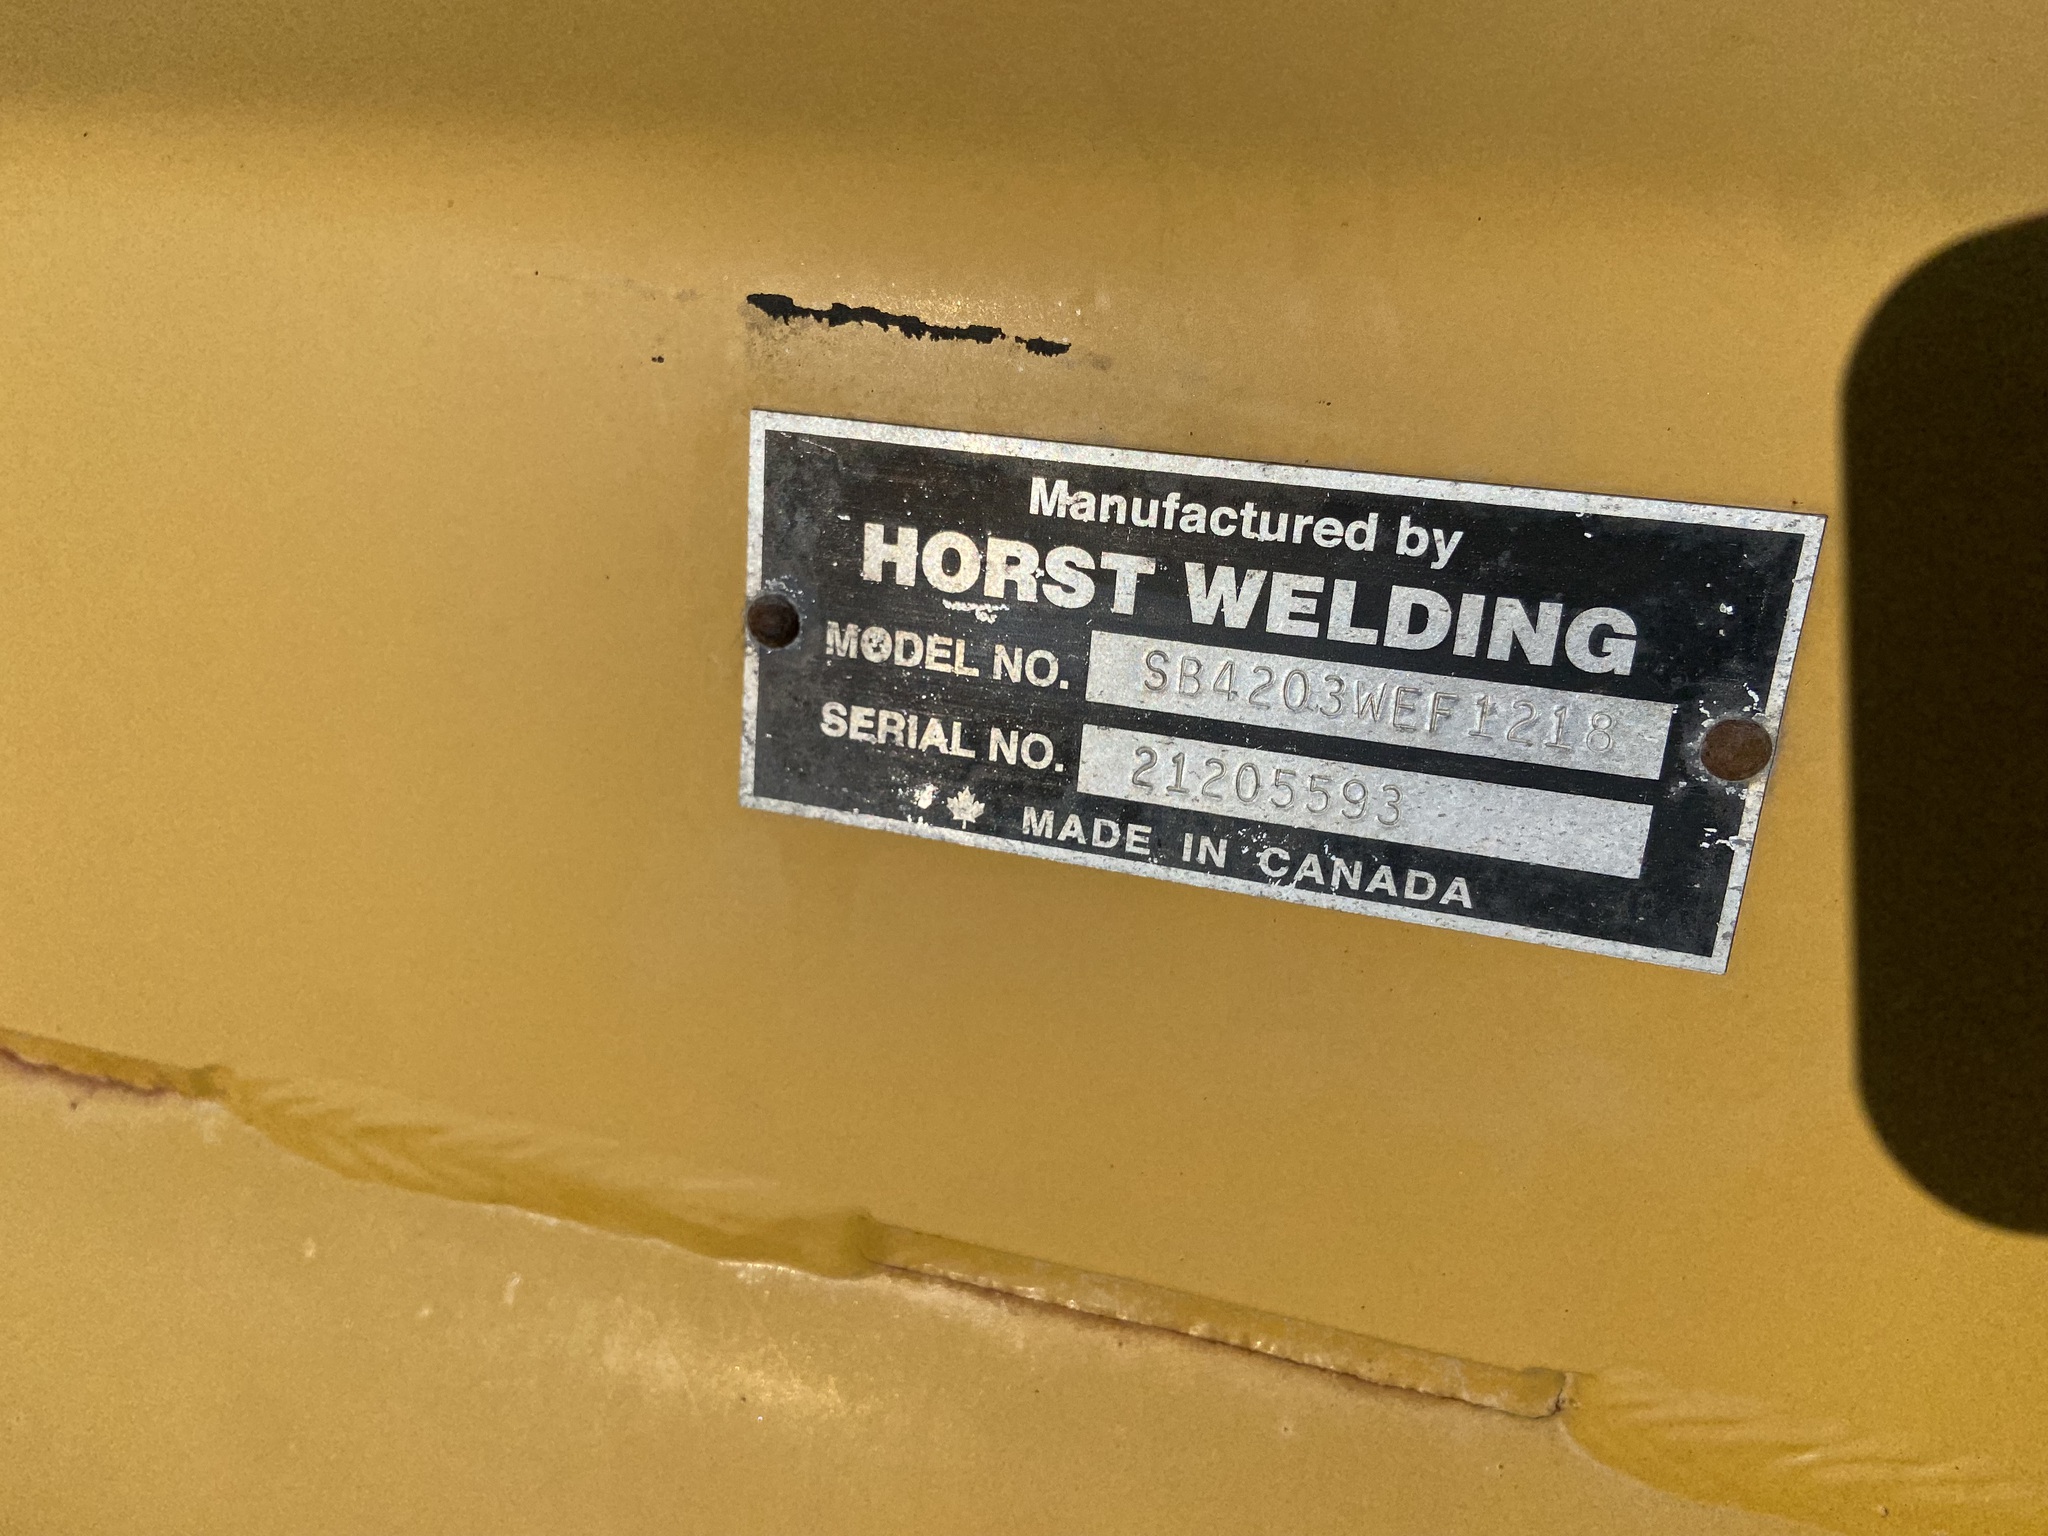 Manufactured by
HORST WELDING
MODEL NO. SB4203WEF1218
SERIAL NO. 21205593
MADE IN CANADA